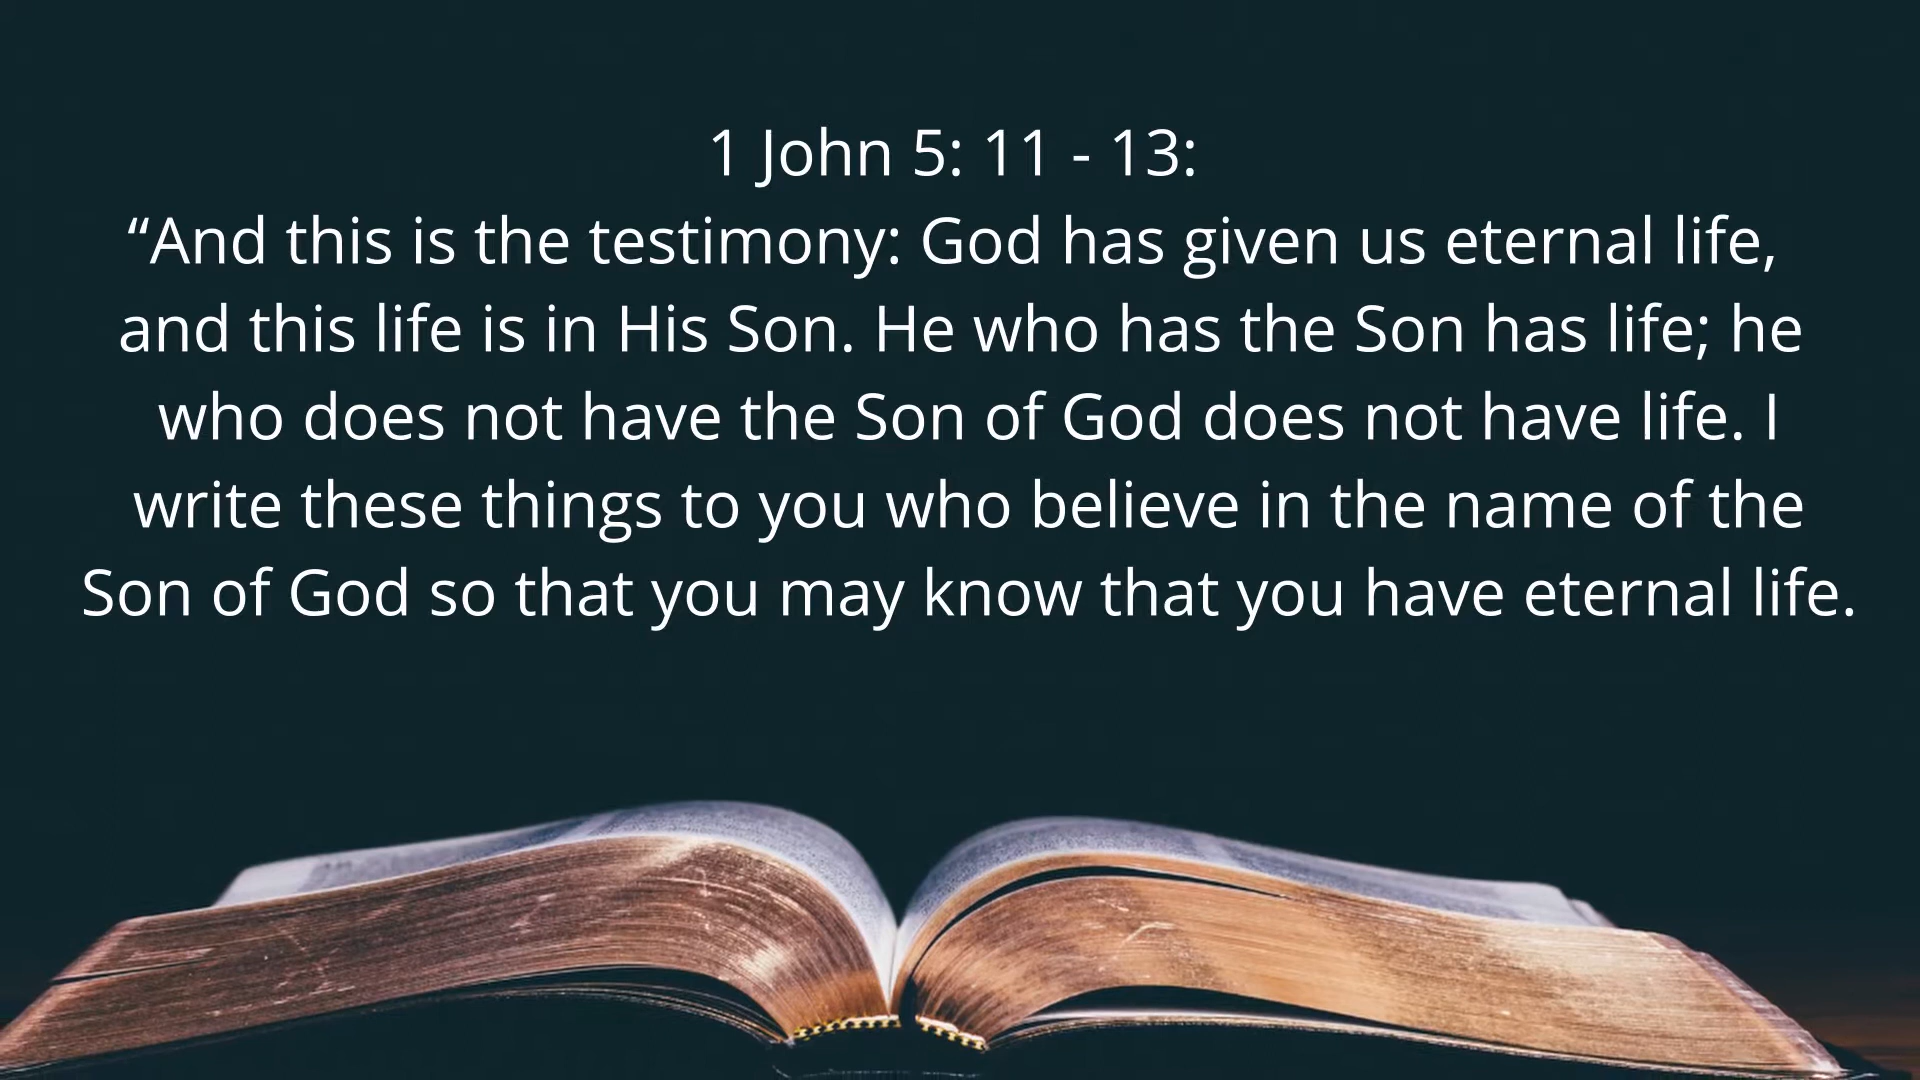 1 John 5: 11 - 13:
“And this is the testimony: God has given us eternal life,
and this life is in His Son. He who has the Son has life; he
who does not have the Son of God does not have life. I
write these things to you who believe in the name of the
Son of God so that you may know that you have eternal life.